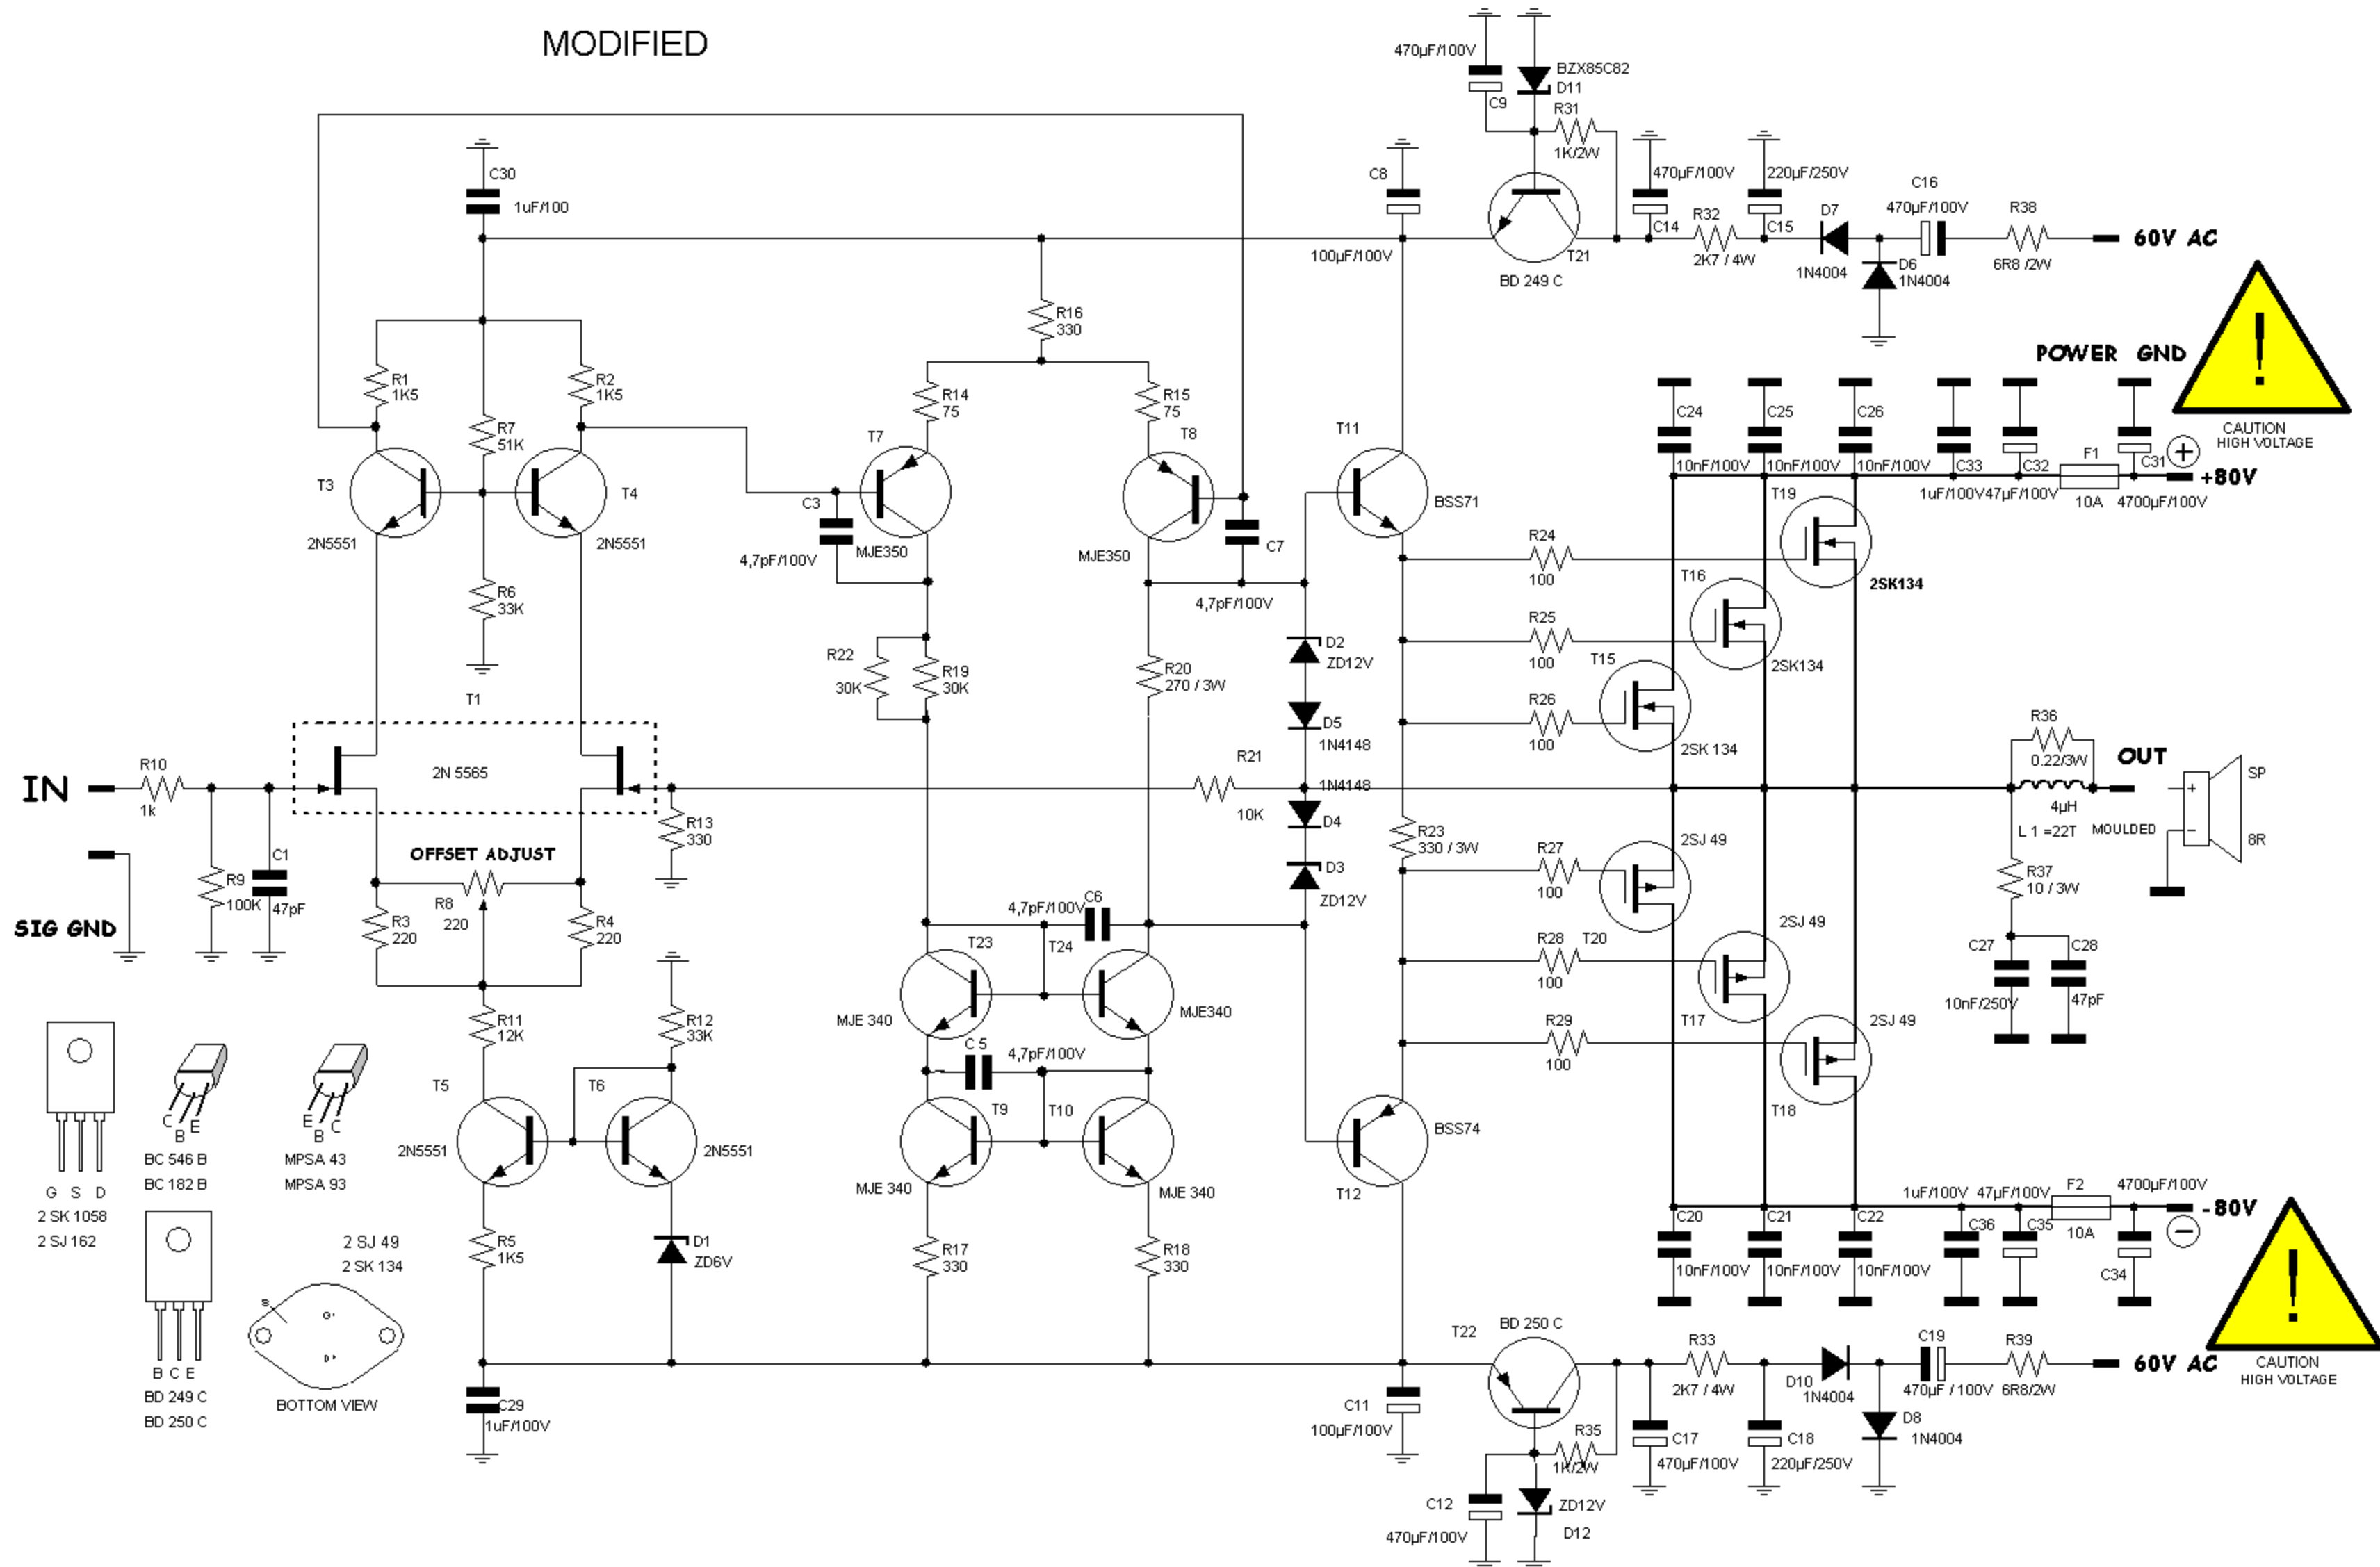 MODIFIED
470µF/100V
C9
BZX85C82
D11
R31
1K/2W
C30
1uF/100
C8
100µF/100V
470µF/100V
C14
220µF/250V
C15
R32
2K7 / 4W
D7
1N4004
C16
470µF/100V
D6
1N4004
R38
6R8 /2W
60V AC
T21
BD 249 C
R16
330
POWER GND
CAUTION
HIGH VOLTAGE
R1
1K5
R2
1K5
R7
51K
R14
75
R15
75
T7
T8
T11
C24
10nF/100V
C25
10nF/100V
C26
10nF/100V
C33
1uF/100V
C32
47µF/100V
F1
10A
C31
4700µF/100V
+
+80V
T3
2N5551
T4
2N5551
C3
4,7pF/100V
MJE350
MJE350
C7
4,7pF/100V
BSS71
R24
100
T19
2SK134
R6
33K
R25
100
T16
2SK134
R22
30K
R19
30K
R20
270 / 3W
D2
ZD12V
R26
100
T15
2SK 134
T1
2N 5565
D5
1N4148
R21
10K
1N4148
D4
R36
0.22/3W
OUT
4µH
L 1 =22T MOULDED
SP
+
−
8R
IN
R10
1k
R13
330
R23
330 / 3W
R9
100K
C1
47pF
OFFSET ADJUST
R8
220
R3
220
R4
220
D3
ZD12V
R27
100
2SJ 49
R37
10 / 3W
SIG GND
4,7pF/100V
C6
T23
T24
R28
100
T20
2SJ 49
T17
C27
10nF/250V
C28
47pF
R11
12K
R12
33K
MJE 340
MJE340
C 5
4,7pF/100V
R29
100
2SJ 49
T18
T5
2N5551
T6
2N5551
T9
T10
MJE 340
MJE 340
BSS74
T12
G S D
2 SK 1058
2 SJ 162
C
B
E
BC 546 B
BC 182 B
E
B
C
MPSA 43
MPSA 93
R5
1K5
D1
ZD6V
R17
330
R18
330
C20
10nF/100V
C21
10nF/100V
C22
10nF/100V
1uF/100V
C36
47µF/100V
C35
F2
10A
4700µF/100V
C34
-80V
−
2 SJ 49
2 SK 134
S
G
D
BOTTOM VIEW
B C E
BD 249 C
BD 250 C
C29
1uF/100V
C11
100µF/100V
T22
BD 250 C
R33
2K7 / 4W
D10
1N4004
C19
470µF / 100V
R39
6R8/2W
60V AC
CAUTION
HIGH VOLTAGE
R35
1K/2W
C17
470µF/100V
C18
220µF/250V
D8
1N4004
C12
470µF/100V
ZD12V
D12